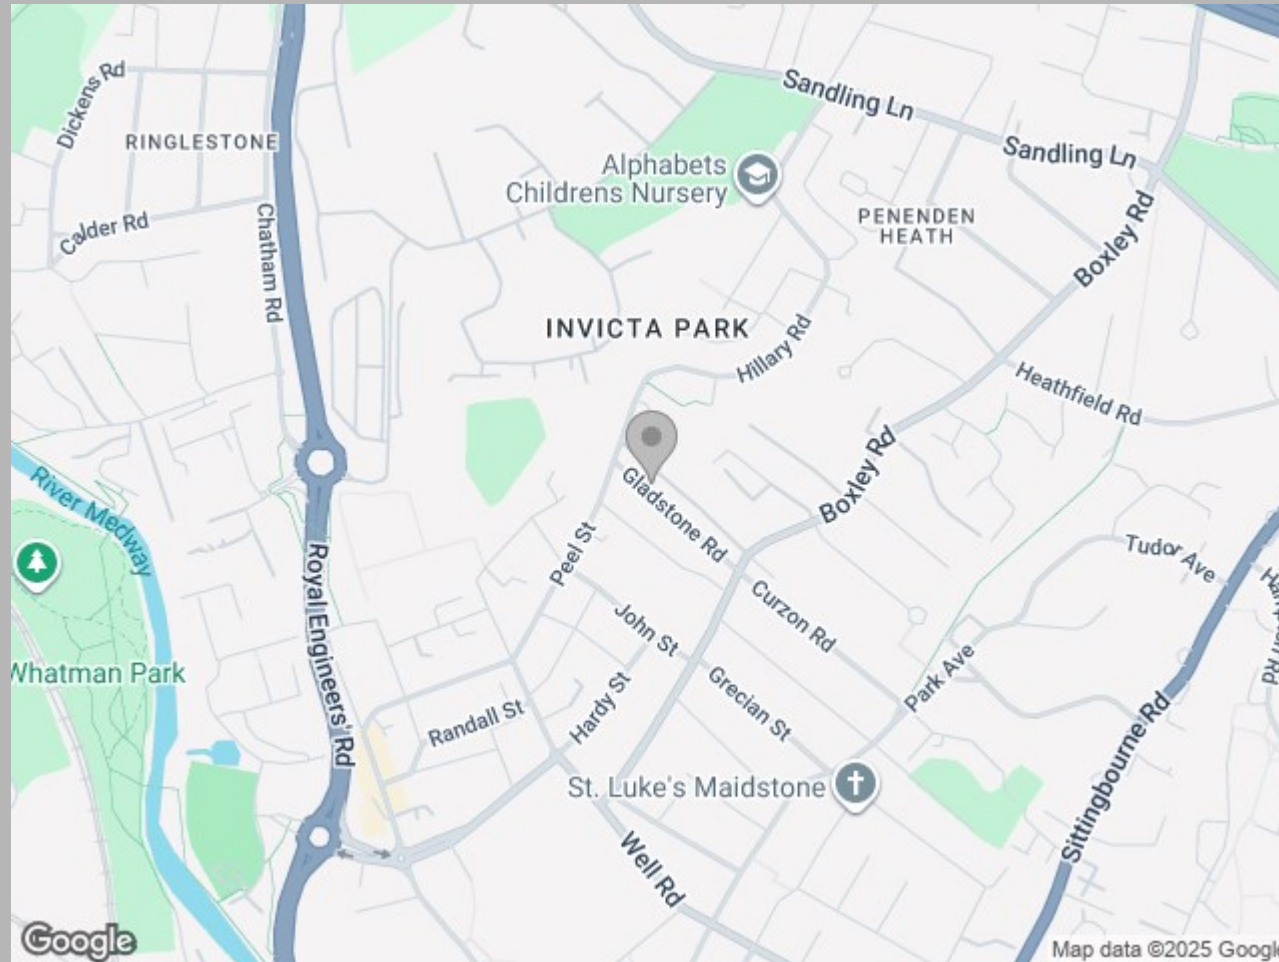 Dickens Rd
Sandling Ln
RINGLESTONE
Sandling Ln
Alphabets
Childrens Nursery
PENENDEN
HEATH
Calder Rd
Chatham Rd
Boxley Rd
INVICTA PARK
Hillary Rd
Heathfield Rd
Boxley Rd
River Medway
Gladstone Rd
Peel St
Tudor Ave
Royal Engineers' Rd
Curzon Rd
John St
Whatman Park
Park Ave
Grecian St
Hardy St
Randall St
Sittingbourne Rd
St. Luke's Maidstone
Well Rd
Google
Map data ©2025 Google